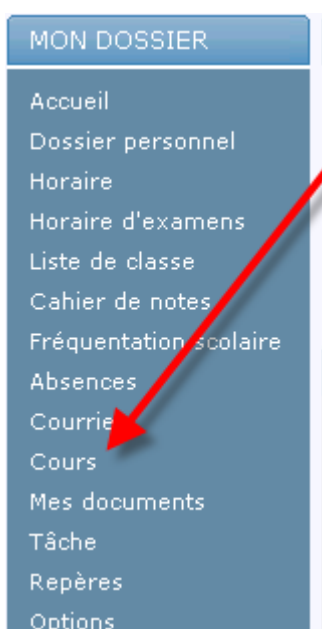 MON DOSSIER
Accueil
Dossier personnel
Horaire
Horaire d'examens
Liste de classe
Cahier de notes
Fréquentation scolaire
Absences
Courrie
Cours
Mes documents
Tâche
Repères
Options